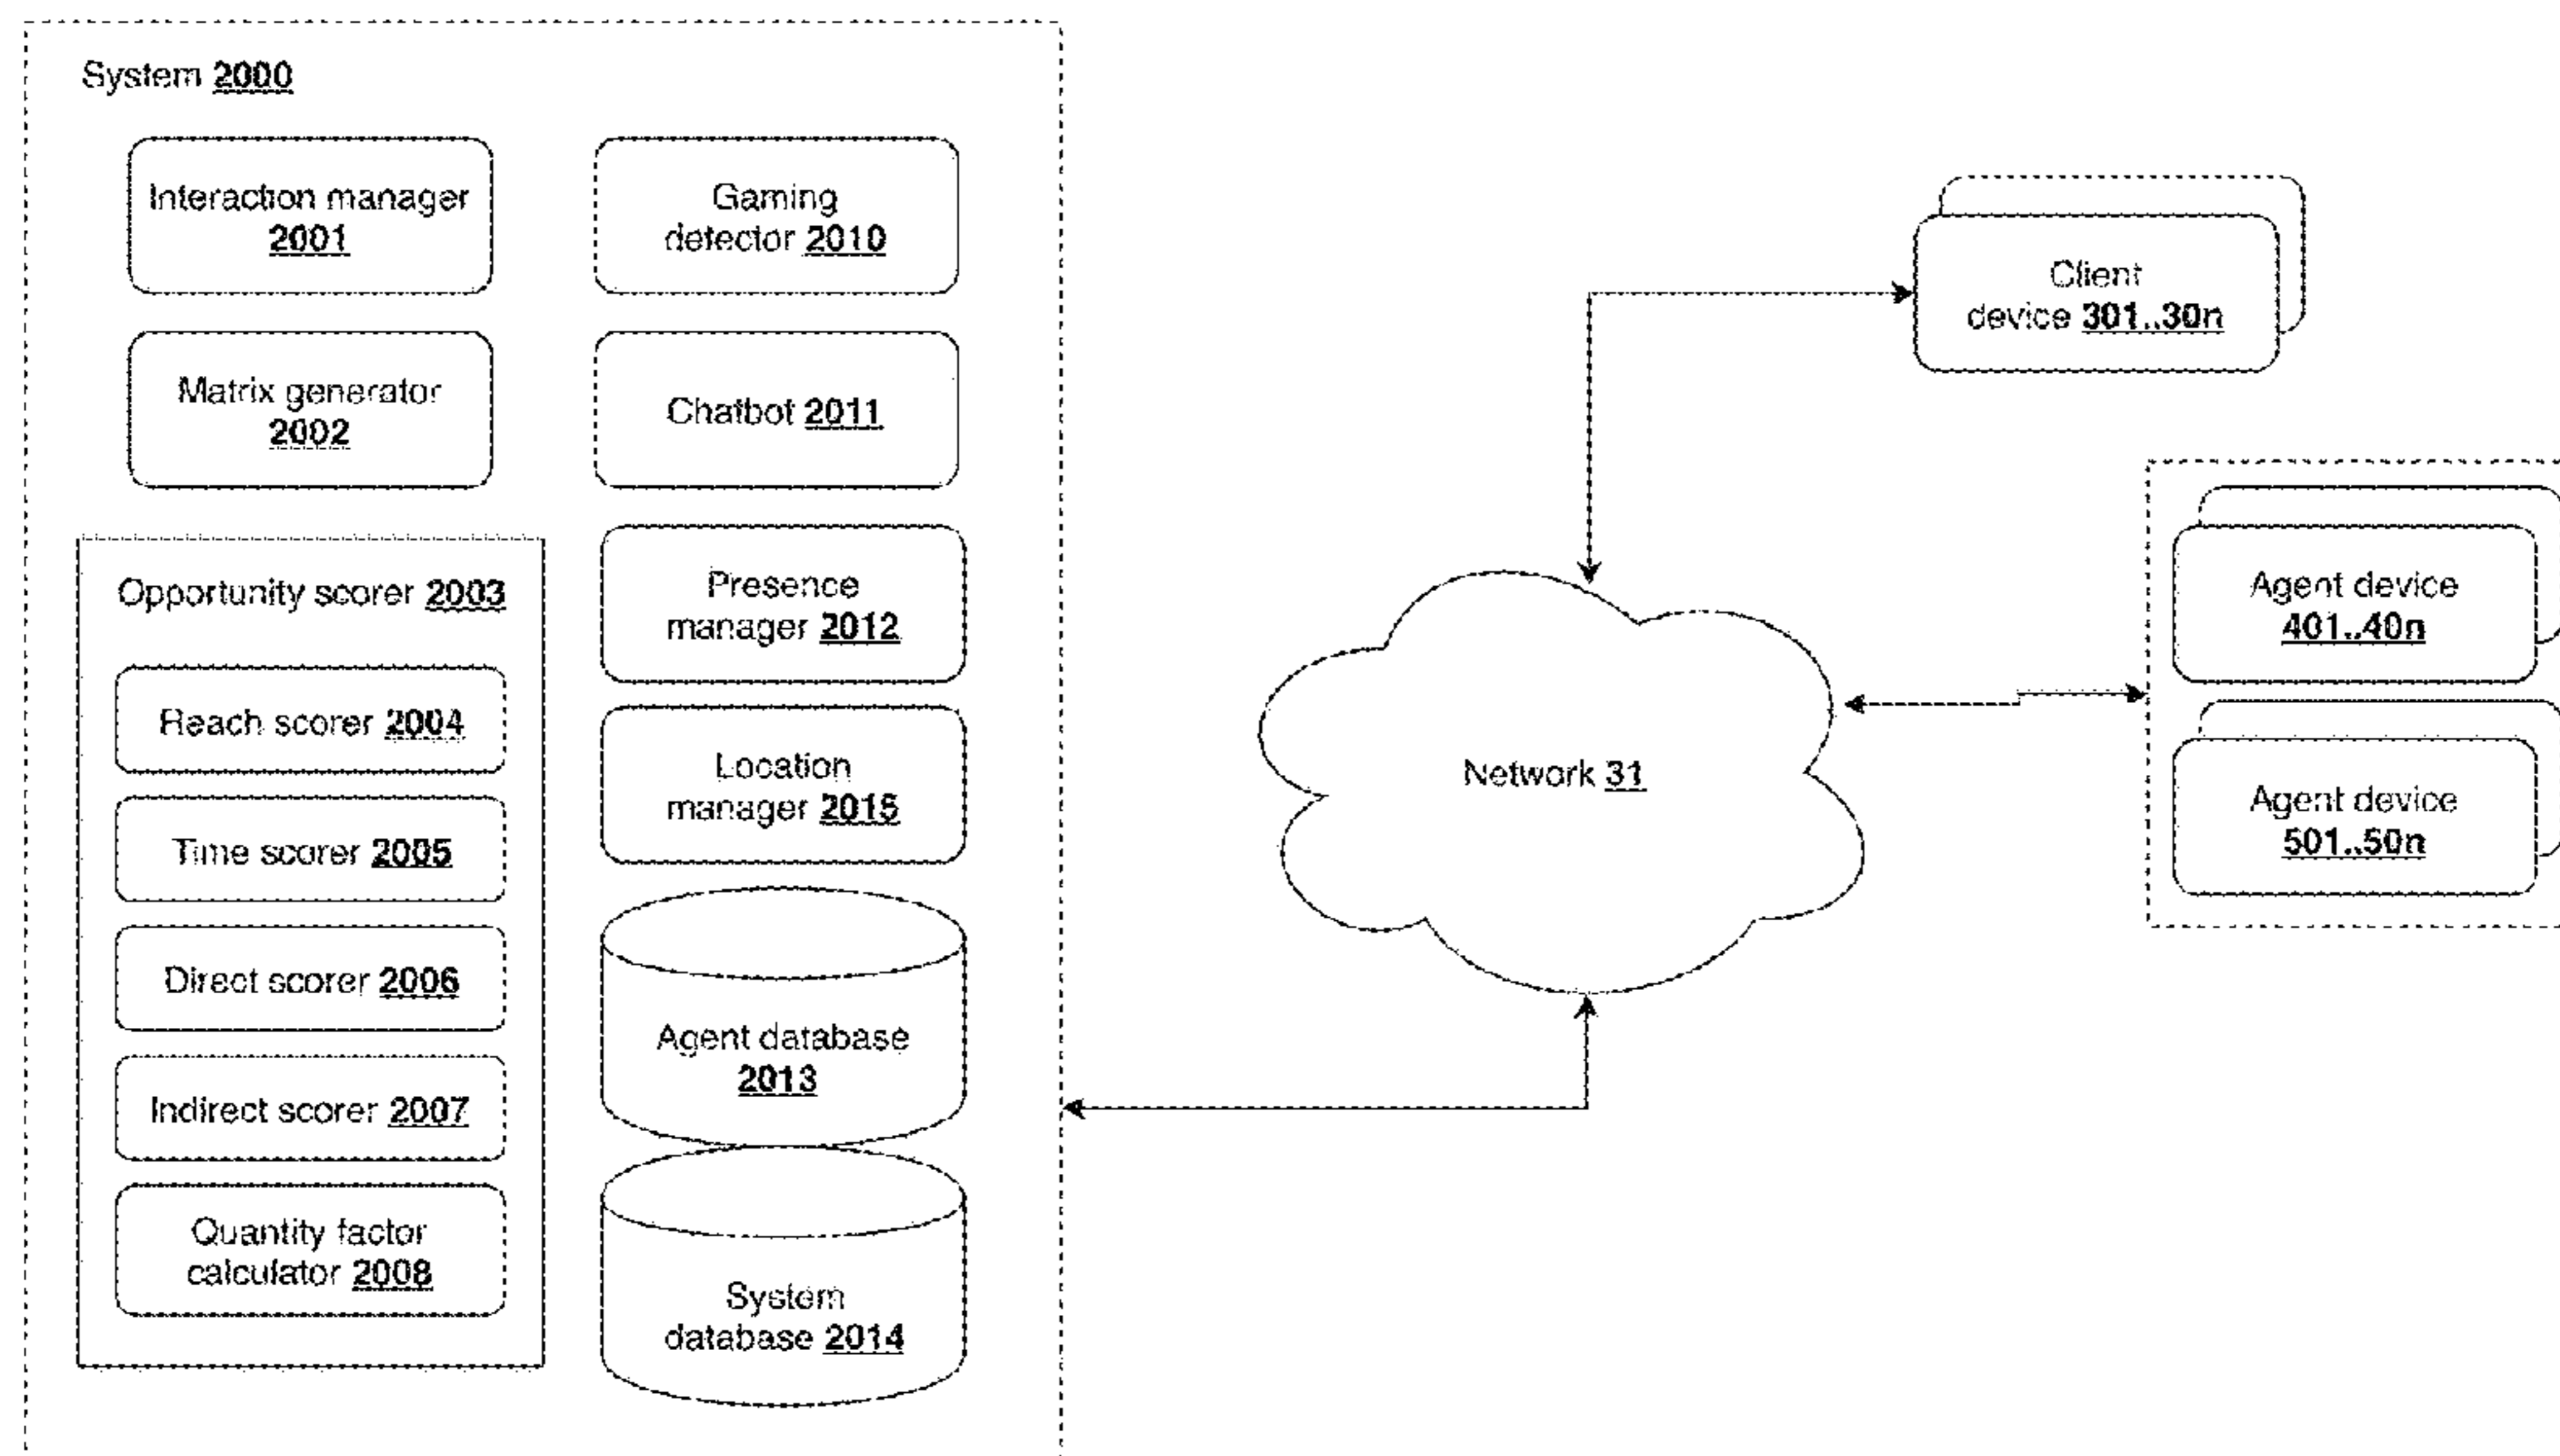 System 2000
Interaction manager
2001
Matrix generator
2002
Opportunity scorer 2003
Reach scorer 2004
Time scorer 2005
Direct scorer 2006
Indirect scorer 2007
Quantity factor
calculator 2008
Gaming
detector 2010
Chatbot 2011
Presence
manager 2012
Location
manager 2015
Agent database
2013
System
database 2014
Network 31
Client
device 301..30n
Agent device
401..40n
Agent device
501..50n